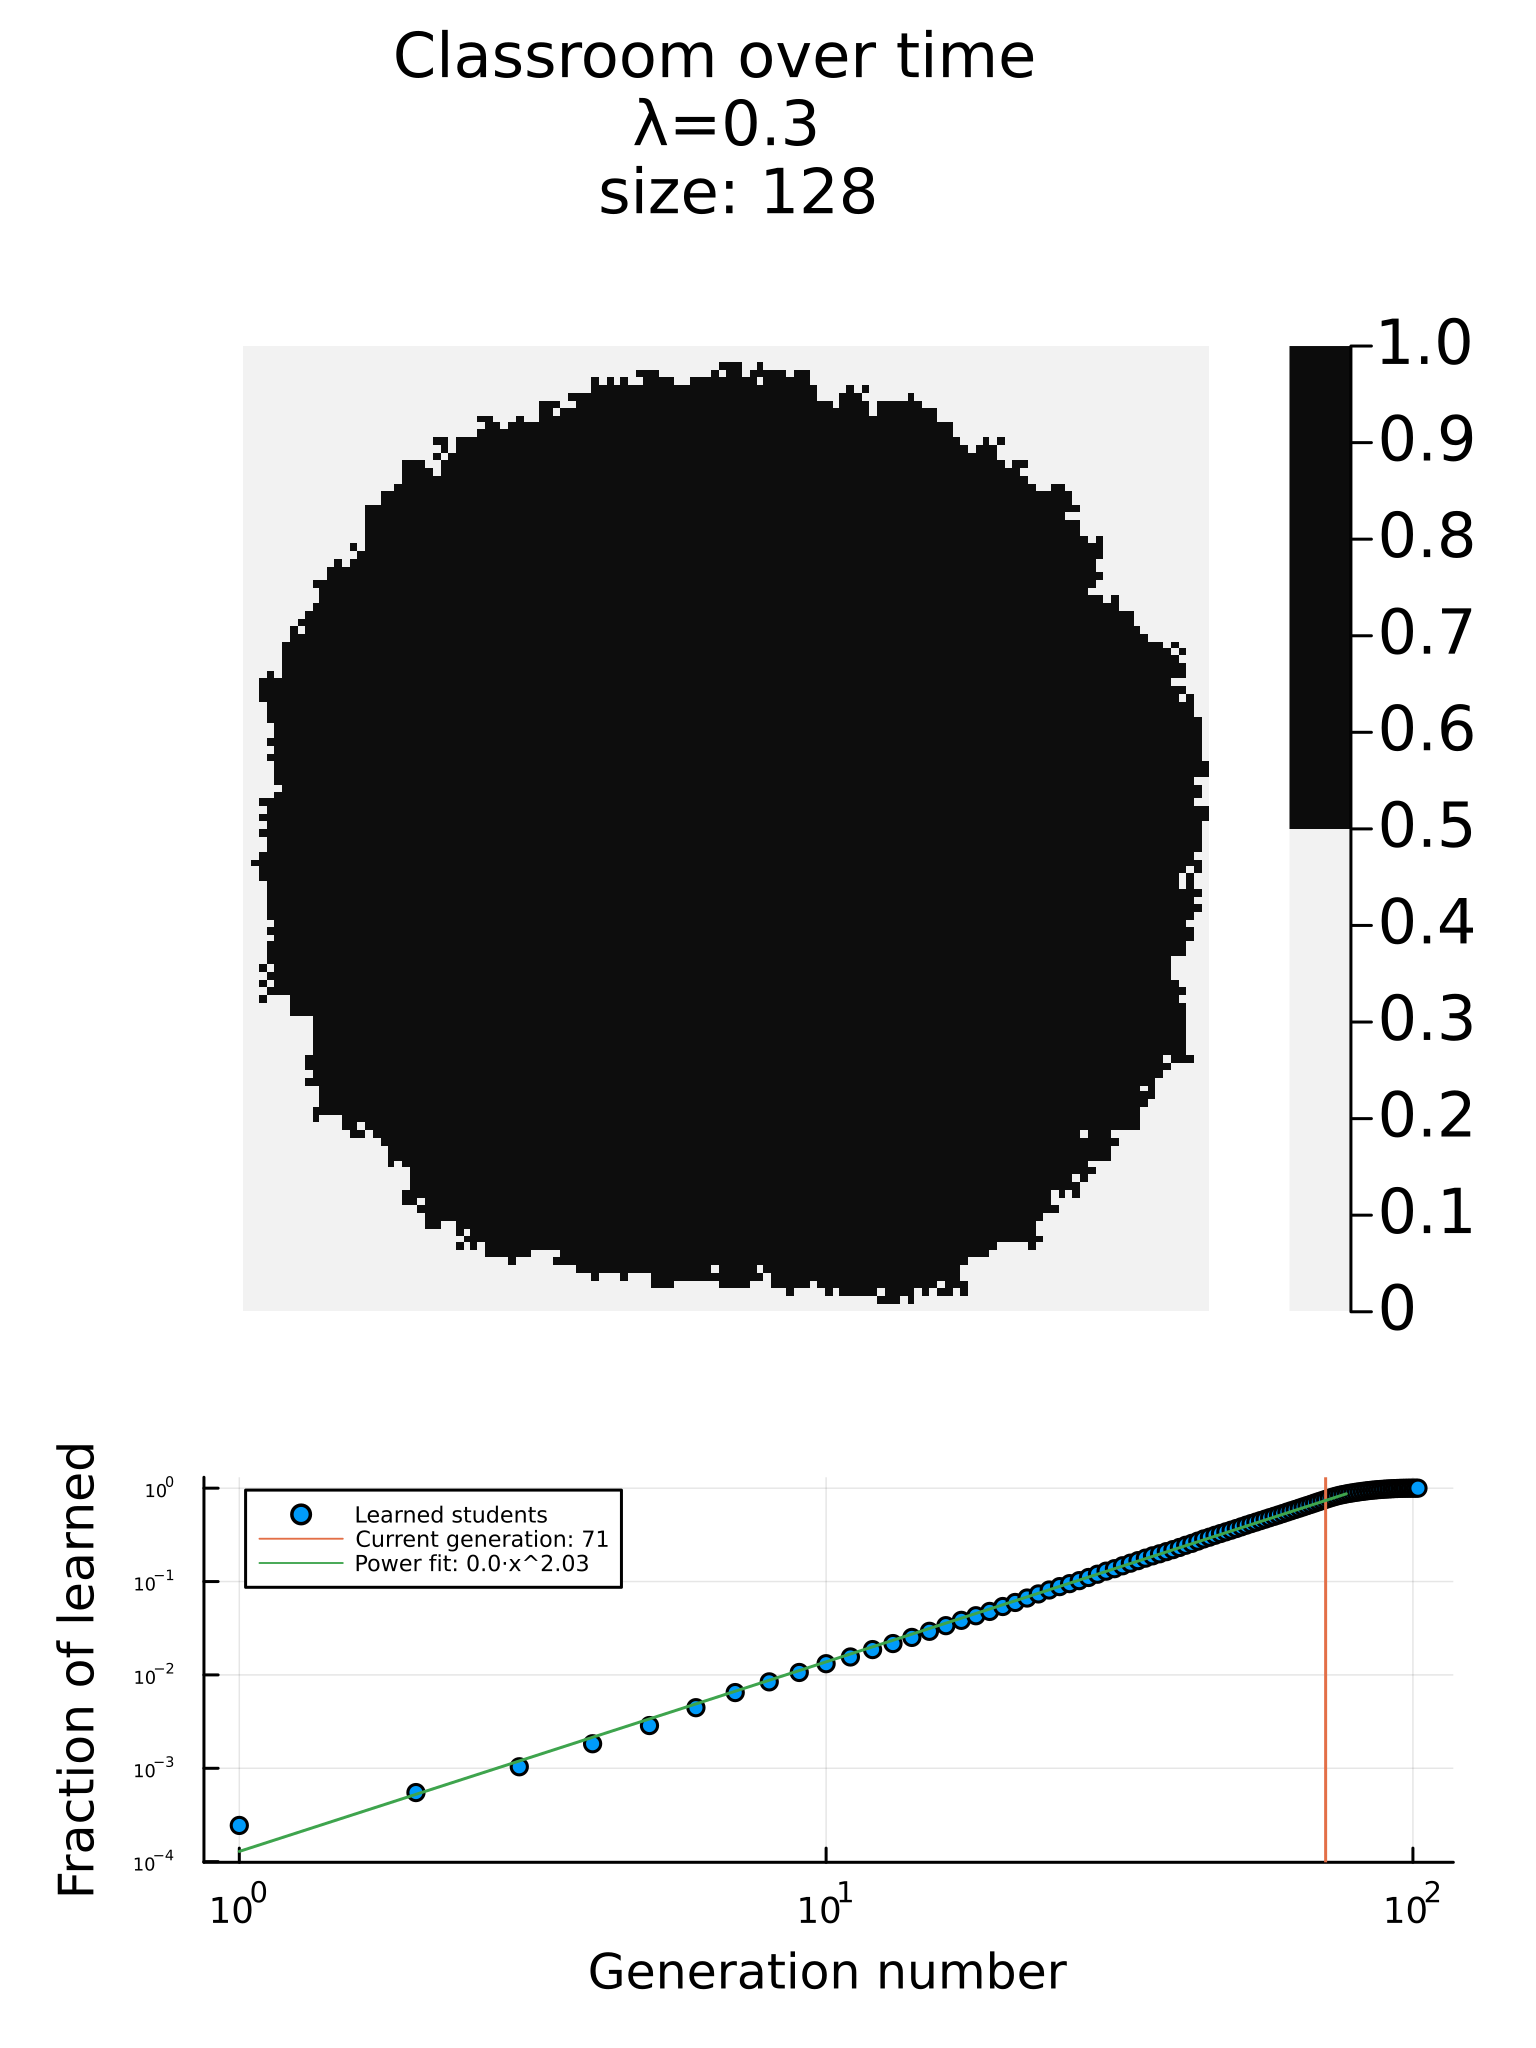 Classroom over time
λ=0.3
size: 128
1.0
0.9
0.8
0.7
0.6
0.5
0.4
0.3
0.2
0.1
0
Fraction of learned
10^0
10^-1
10^-2
10^-3
10^-4
Learned students
Current generation: 71
Power fit: 0.0·x^2.03
10^0
10^1
10^2
Generation number